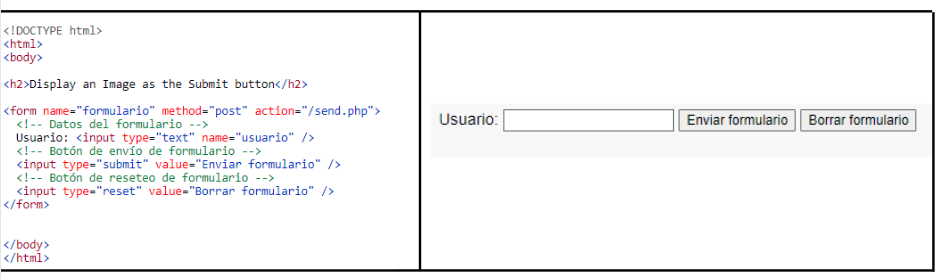 <!DOCTYPE html>
<html>
<body>
<h2>Display an Image as the Submit button</h2>
<form name="formulario" method="post" action="/send.php">
<!-- Datos del formulario -->
Usuario: <input type="text" name="usuario" />
<!-- Botón de envío de formulario -->
<input type="submit" value="Enviar formulario" />
<!-- Botón de reseteo de formulario -->
<input type="reset" value="Borrar formulario" />
</form>
</body>
</html>
Usuario: Enviar formulario Borrar formulario